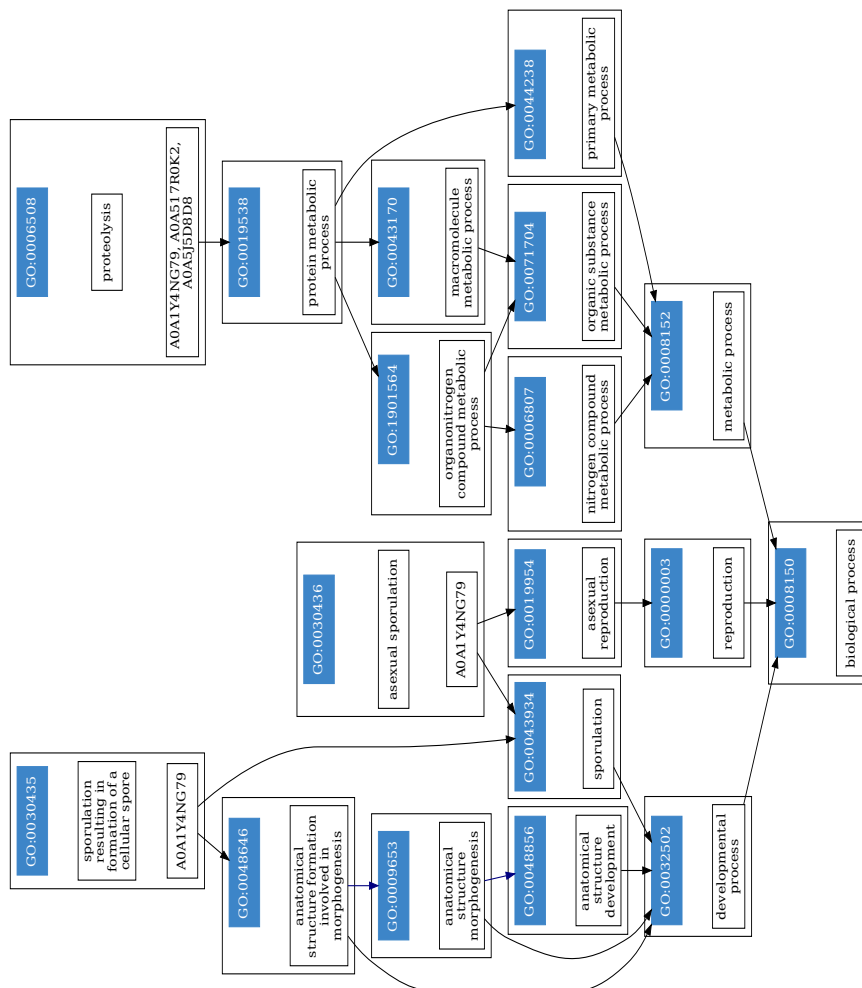 GO:0006508
proteolysis
A0A1Y4NG79, A0A517R0K2,
A0A5J5D8D8
GO:0019538
protein metabolic
process
GO:0044238
primary metabolic
process
GO:0043170
macromolecule
metabolic process
GO:0071704
organic substance
metabolic process
GO:1901564
organonitrogen
compound metabolic
process
GO:0006807
nitrogen compound
metabolic process
GO:0008152
metabolic process
GO:0030436
asexual sporulation
A0A1Y4NG79
GO:0019954
asexual
reproduction
GO:0000003
reproduction
GO:0008150
biological process
GO:0043934
sporulation
GO:0030435
sporulation
resulting in
formation of a
cellular spore
A0A1Y4NG79
GO:0048646
anatomical
structure formation
involved in
morphogenesis
GO:0009653
anatomical
structure
morphogenesis
GO:0048856
anatomical
structure
development
GO:0032502
developmental
process